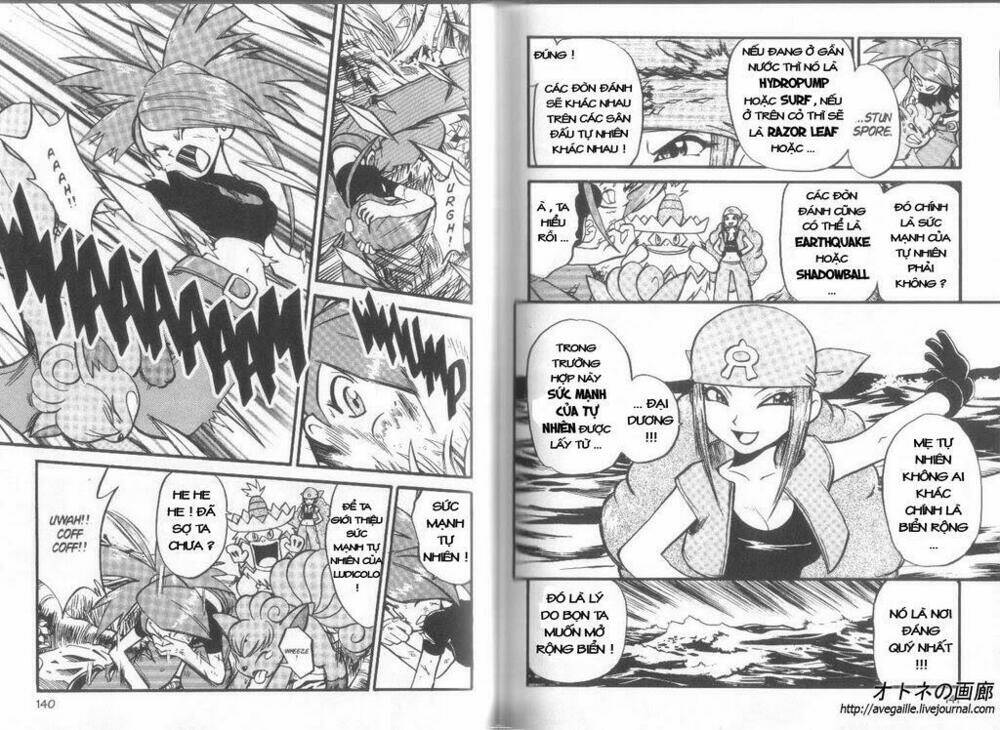 AAAH!!
URGH!
WHAAAAAAAAM
WHUMP
UWAH!!
COFF
COFF!!
HE HE
HE ! ĐÃ
SỢ TA
CHƯA ?
WHEEZE !
ĐỂ TA
GIỚI THIỆU
SỨC
MẠNH TỰ
NHIÊN CỦA
LUDICOLO
!
SỨC
MẠNH TỰ
NHIÊN !
140
ĐÚNG !
CÁC ĐÒN ĐÁNH
SẼ KHÁC NHAU
TRÊN CÁC SÂN
ĐẤU TỰ NHIÊN
KHÁC NHAU !
NẾU ĐANG Ở GẦN
NƯỚC THÌ NÓ LÀ
HYDROPUMP
HOẶC SURF , NẾU
Ở TRÊN CỎ THÌ SẼ
LÀ RAZOR LEAF
HOẶC ...
...STUN
SPORE.
À , TA
HIỂU
RỒI ...
CÁC ĐÒN
ĐÁNH CŨNG
CÓ THỂ LÀ
EARTHQUAKE
HOẶC
SHADOWBALL
...
ĐÓ CHÍNH
LÀ SỨC
MẠNH CỦA
TỰ NHIÊN
PHẢI
KHÔNG ?
TRONG
TRƯỜNG
HỢP NÀY
SỨC MẠNH
CỦA TỰ
NHIÊN ĐƯỢC
LẤY TỪ ...
... ĐẠI
DƯƠNG
!!!
MẸ TỰ
NHIÊN
KHÔNG AI
KHÁC
CHÍNH LÀ
BIỂN RỘNG
...
ĐÓ LÀ LÝ
DO BỌN TA
MUỐN MỞ
RỘNG BIỂN !
NÓ LÀ NƠI
ĐÁNG
QUÝ NHẤT
!!!
オトネの画廊
http://avegaille.livejournal.com